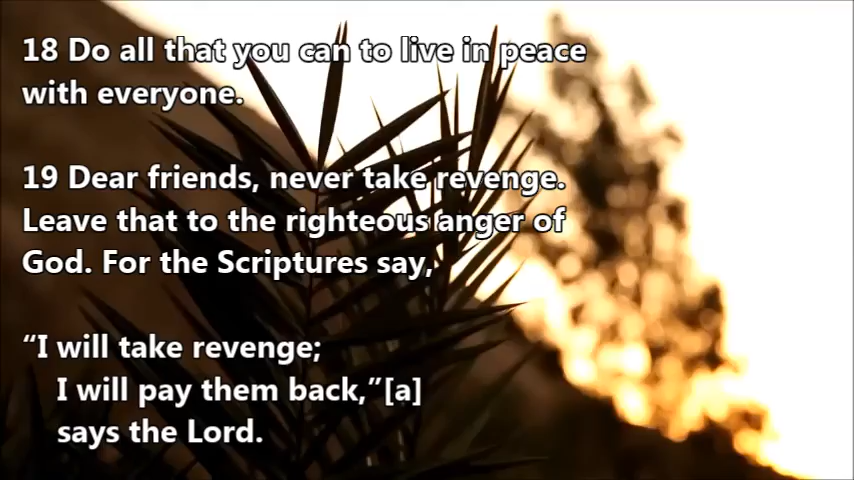 18 Do all that you can to live in peace
with everyone.
19 Dear friends, never take revenge.
Leave that to the righteous anger of
God. For the Scriptures say,
“I will take revenge;
I will pay them back,”[a]
says the Lord.